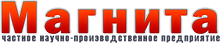 Магнита
частное научно-производственное предприятие